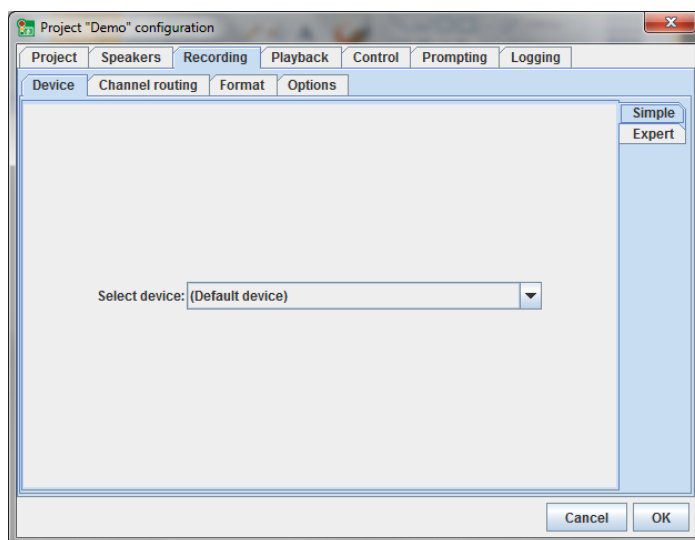 Project "Demo" configuration
Project Speakers Recording Playback Control Prompting Logging
Device Channel routing Format Options
Simple
Expert
Select device: (Default device)
Cancel OK